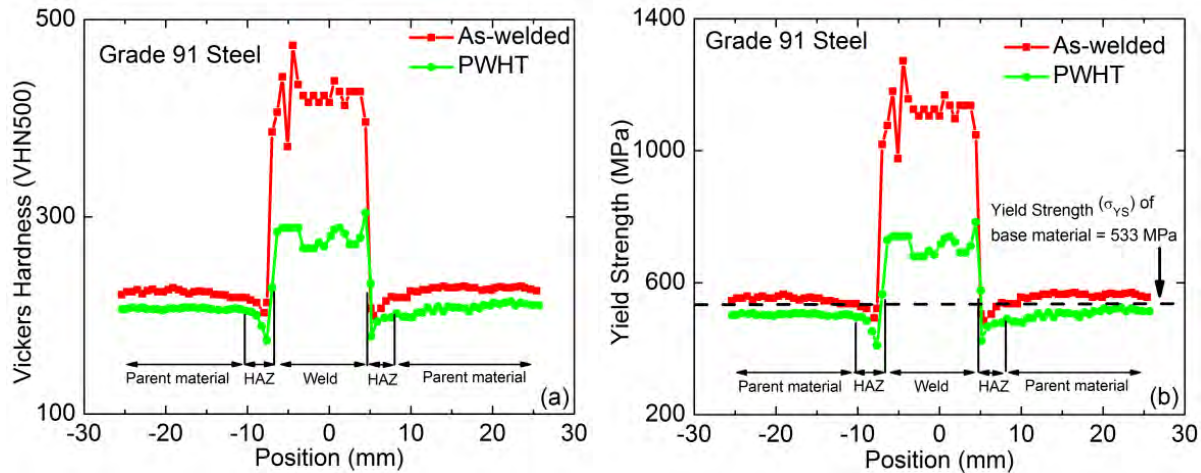 500
300
100
Vickers Hardness (VHN500)
Grade 91 Steel
As-welded
PWHT
Parent material
HAZ
Weld
HAZ
Parent material
(a)
-30 -20 -10 0 10 20 30
Position (mm)
1400
1000
600
200
Yield Strength (MPa)
Grade 91 Steel
As-welded
PWHT
Yield Strength (σYS) of
base material = 533 MPa
Parent material
HAZ
Weld
HAZ
Parent material
(b)
-30 -20 -10 0 10 20 30
Position (mm)